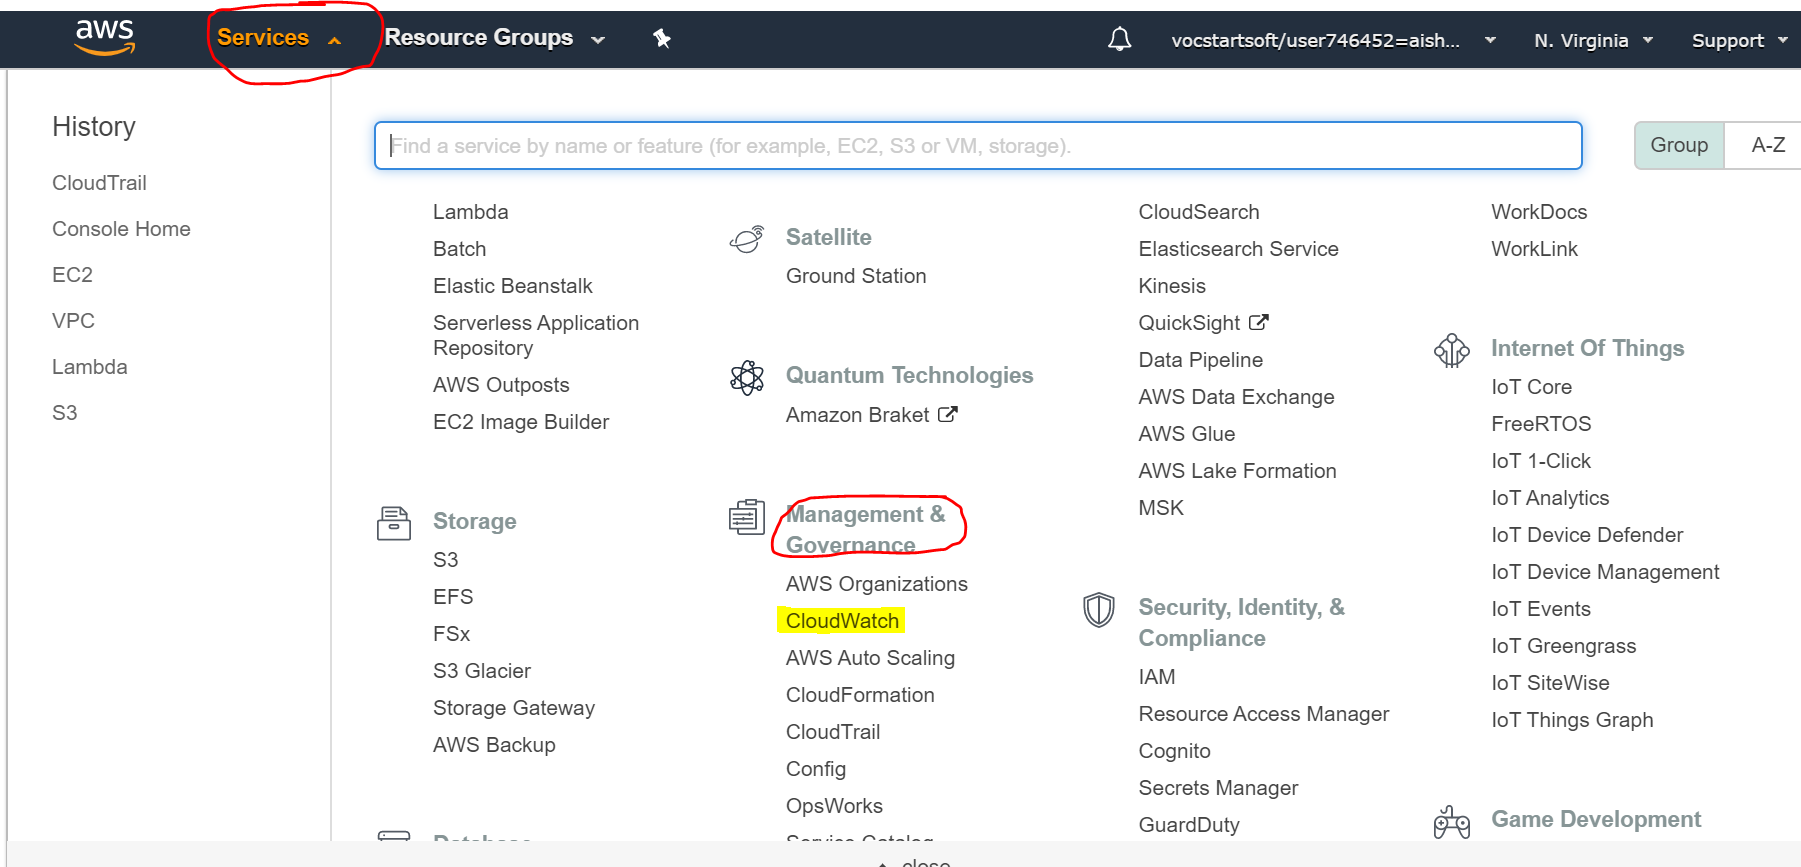 aws
Services
Resource Groups
vocstartsoft/user746452=aish...
N. Virginia
Support
History
CloudTrail
Console Home
EC2
VPC
Lambda
S3
Find a service by name or feature (for example, EC2, S3 or VM, storage).
Group
A-Z
Lambda
Batch
Elastic Beanstalk
Serverless Application
Repository
AWS Outposts
EC2 Image Builder
Storage
S3
EFS
FSx
S3 Glacier
Storage Gateway
AWS Backup
Database
Satellite
Ground Station
Quantum Technologies
Amazon Braket
Management &
Governance
AWS Organizations
CloudWatch
AWS Auto Scaling
CloudFormation
CloudTrail
Config
OpsWorks
Service Catalog
CloudSearch
Elasticsearch Service
Kinesis
QuickSight
Data Pipeline
AWS Data Exchange
AWS Glue
AWS Lake Formation
MSK
Security, Identity, &
Compliance
IAM
Resource Access Manager
Cognito
Secrets Manager
GuardDuty
WorkDocs
WorkLink
Internet Of Things
IoT Core
FreeRTOS
IoT 1-Click
IoT Analytics
IoT Device Defender
IoT Device Management
IoT Events
IoT Greengrass
IoT SiteWise
IoT Things Graph
Game Development
close